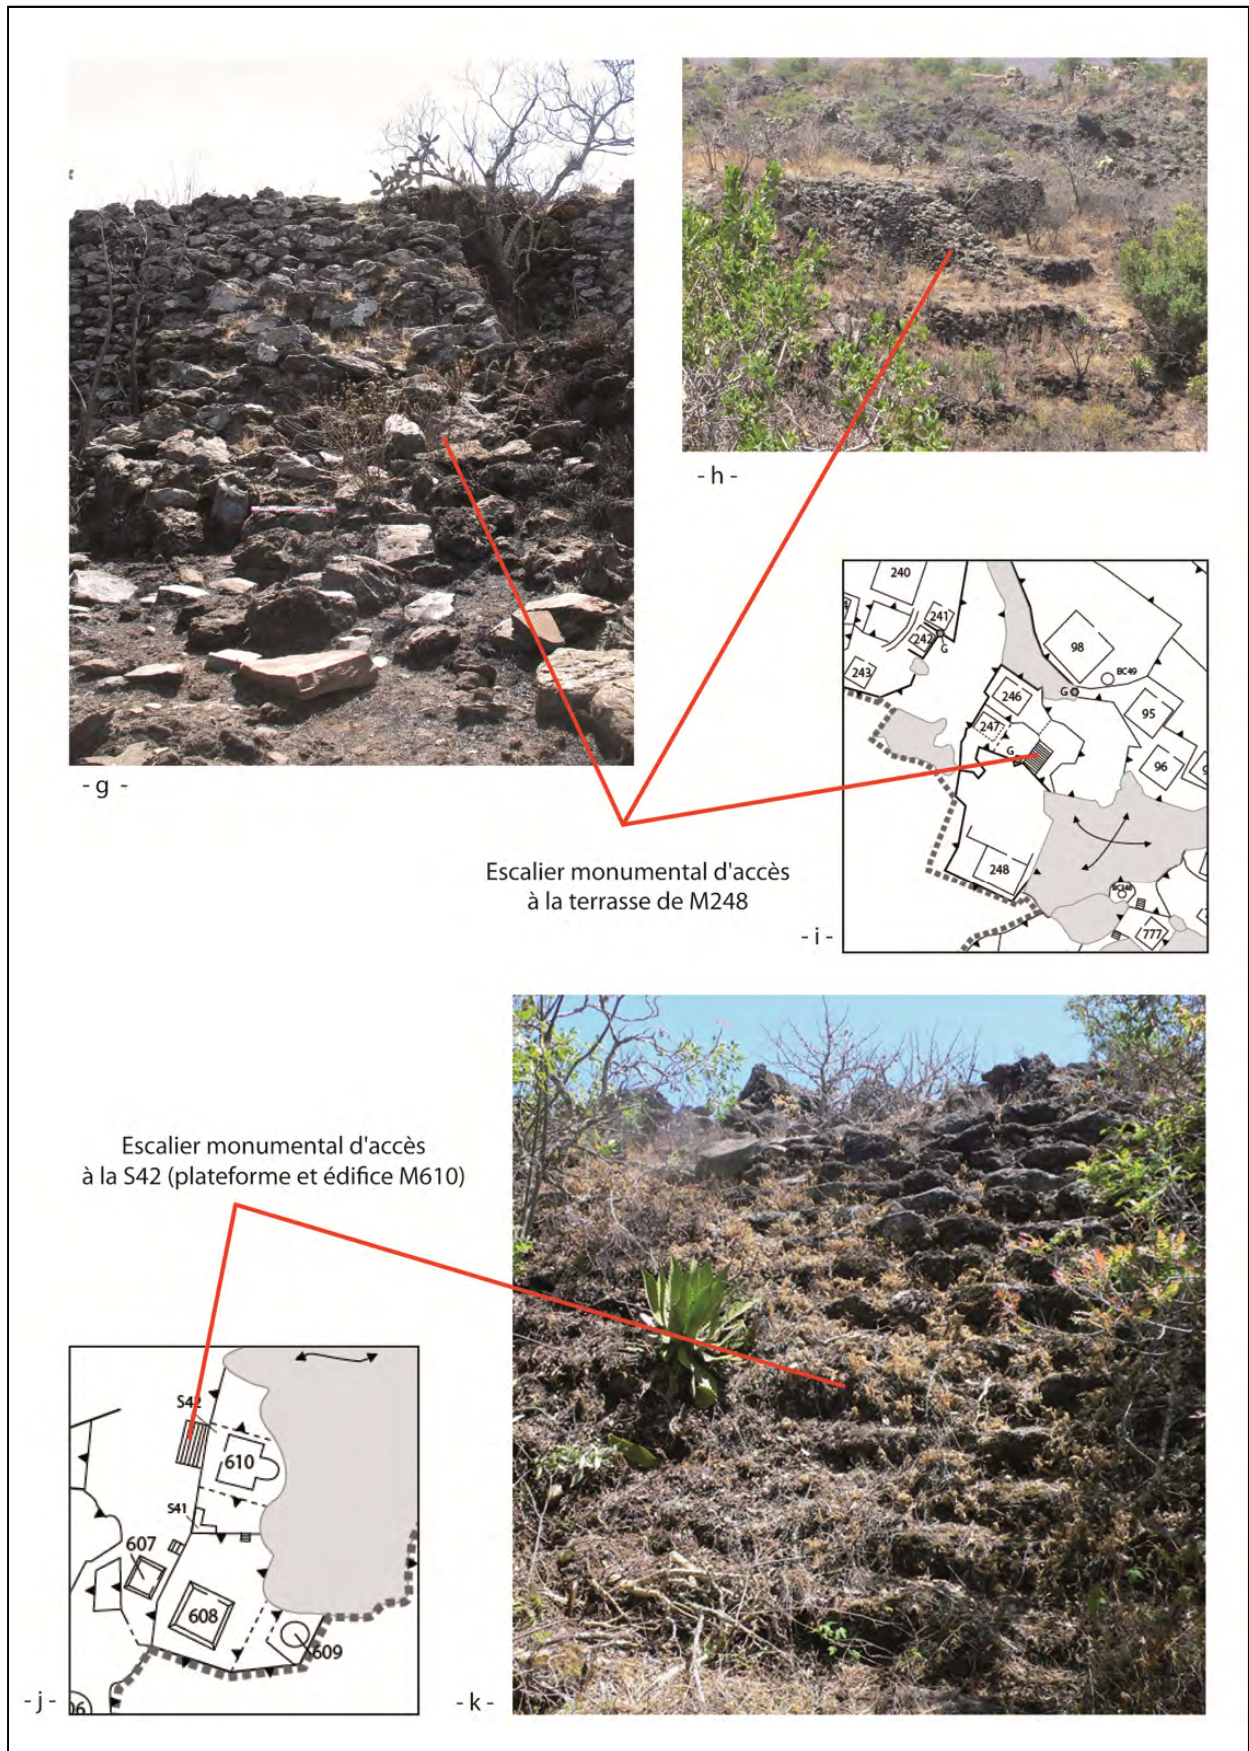 - g -
- h -
240
241
242
G
243
98
BC49
G
246
247
95
G
96
248
777
- i -
Escalier monumental d'accès
à la terrasse de M248
Escalier monumental d'accès
à la S42 (plateforme et édifice M610)
S42
610
S41
607
608
609
- j -
- k -